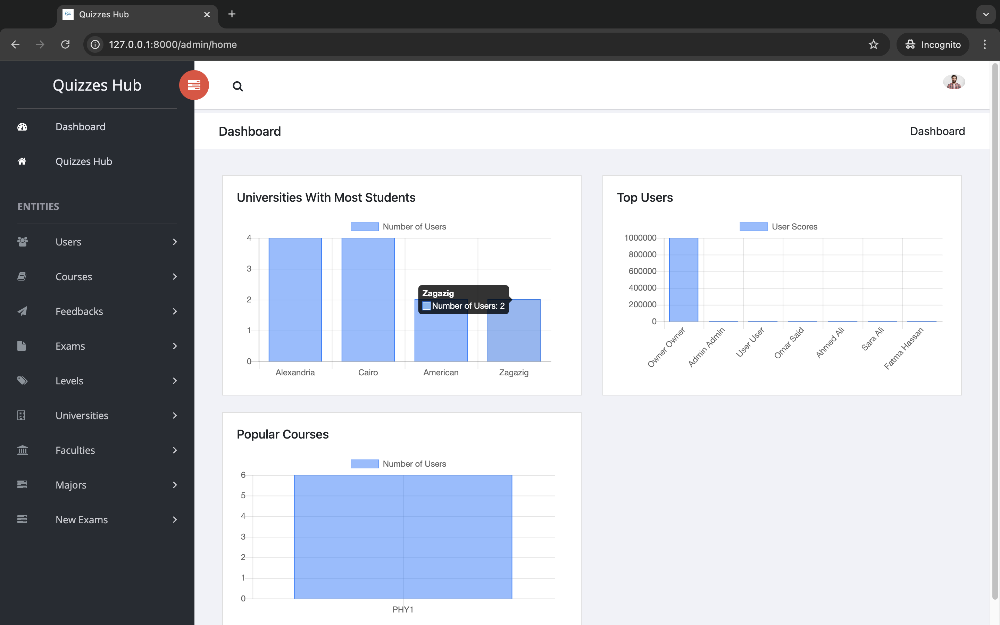 Quizzes Hub
127.0.0.1:8000/admin/home
Incognito
Quizzes Hub
Dashboard
Quizzes Hub
ENTITIES
Users
Courses
Feedbacks
Exams
Levels
Universities
Faculties
Majors
New Exams
Dashboard
Dashboard
Universities With Most Students
Number of Users
4
3
2
1
0
Zagazig
Number of Users: 2
Alexandria
Cairo
American
Zagazig
Top Users
User Scores
1000000
800000
600000
400000
200000
0
Owner Owner
Admin Admin
User User
Omar Said
Ahmed Ali
Sara Ali
Fatma Hassan
Popular Courses
Number of Users
6
5
4
3
2
1
0
PHY1